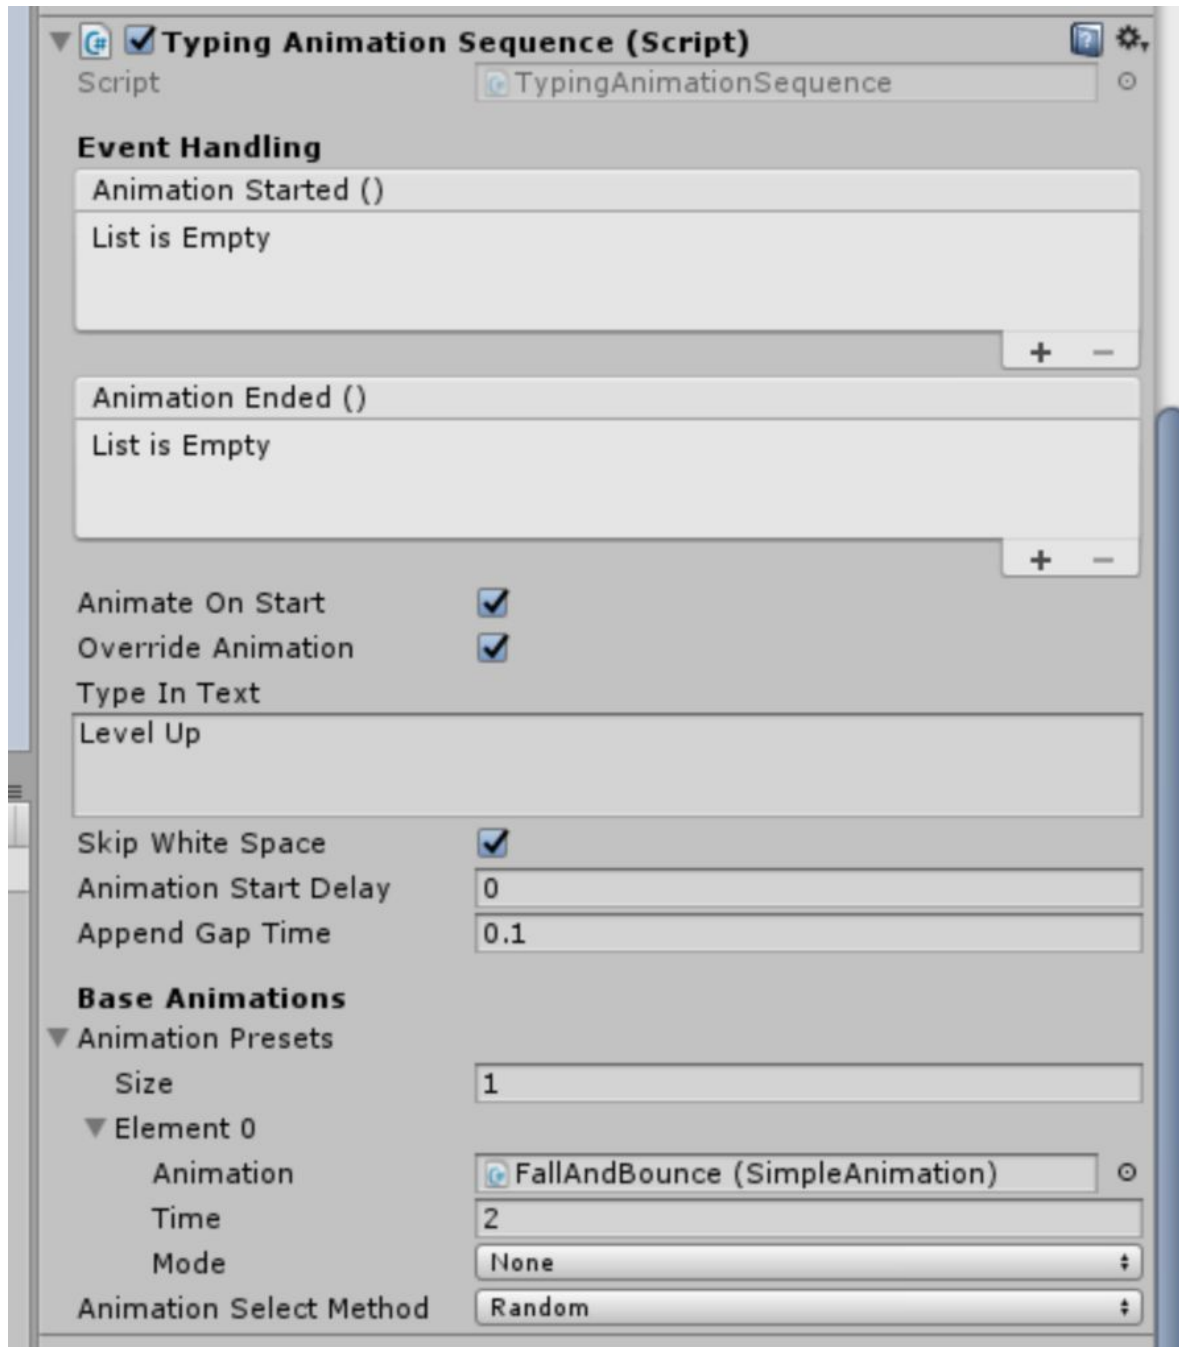 Typing Animation Sequence (Script)
Script TypingAnimationSequence
Event Handling
Animation Started ()
List is Empty
+ −
Animation Ended ()
List is Empty
+ −
Animate On Start
Override Animation
Type In Text
Level Up
Skip White Space
Animation Start Delay 0
Append Gap Time 0.1
Base Animations
Animation Presets
Size 1
Element 0
Animation FallAndBounce (SimpleAnimation)
Time 2
Mode None
Animation Select Method Random